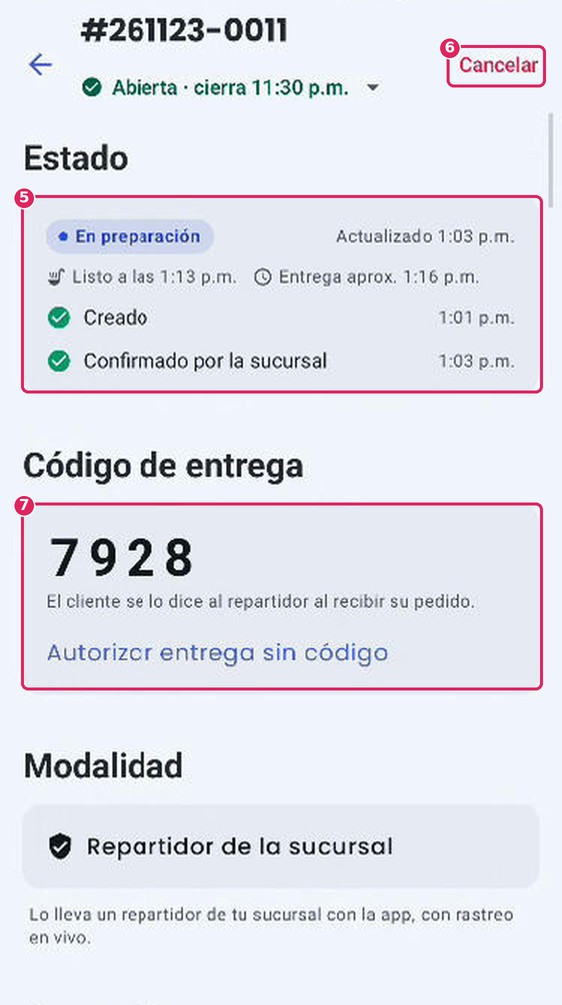 #261123-0011
6
Cancelar
Abierta · cierra 11:30 p.m.
Estado
5
En preparación
Actualizado 1:03 p.m.
Listo a las 1:13 p.m. Entrega aprox. 1:16 p.m.
Creado 1:01 p.m.
Confirmado por la sucursal 1:03 p.m.
Código de entrega
7
7928
El cliente se lo dice al repartidor al recibir su pedido.
Autorizcr entrega sin código
Modalidad
Repartidor de la sucursal
Lo lleva un repartidor de tu sucursal con la app, con rastreo
en vivo.